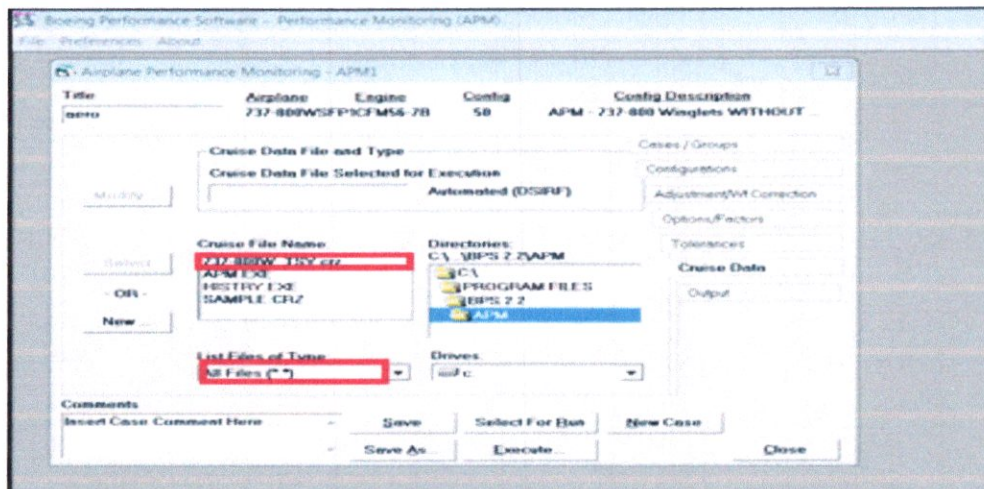 Boeing Performance Software - Performance Monitoring (APM)
File Preferences About
Airplane Performance Monitoring - APM1
Title Airplane Engine Config Config Description
aero 737-800WSFP1CFM56-7B 50 APM - 737-800 Winglets WITHOUT ...
Cruise Data File and Type
Cruise Data File Selected for Execution
Automated (DSIRF)
Modify
Cases / Groups
Configurations
Adjustment/Wt Correction
Options/Factors
Tolerances
Cruise Data
Output
Cruise File Name
737-800W_TSY.crz
APM.EXE
HISTRY.EXE
SAMPLE.CRZ
Directories:
C:\...\BPS 2.2\APM
C:\
PROGRAM FILES
BPS 2.2
APM
Select
- OR -
New ...
List Files of Type
All Files (*.*)
Drives:
c:
Comments
Insert Case Comment Here
Save Select For Run New Case
Save As... Execute... Close